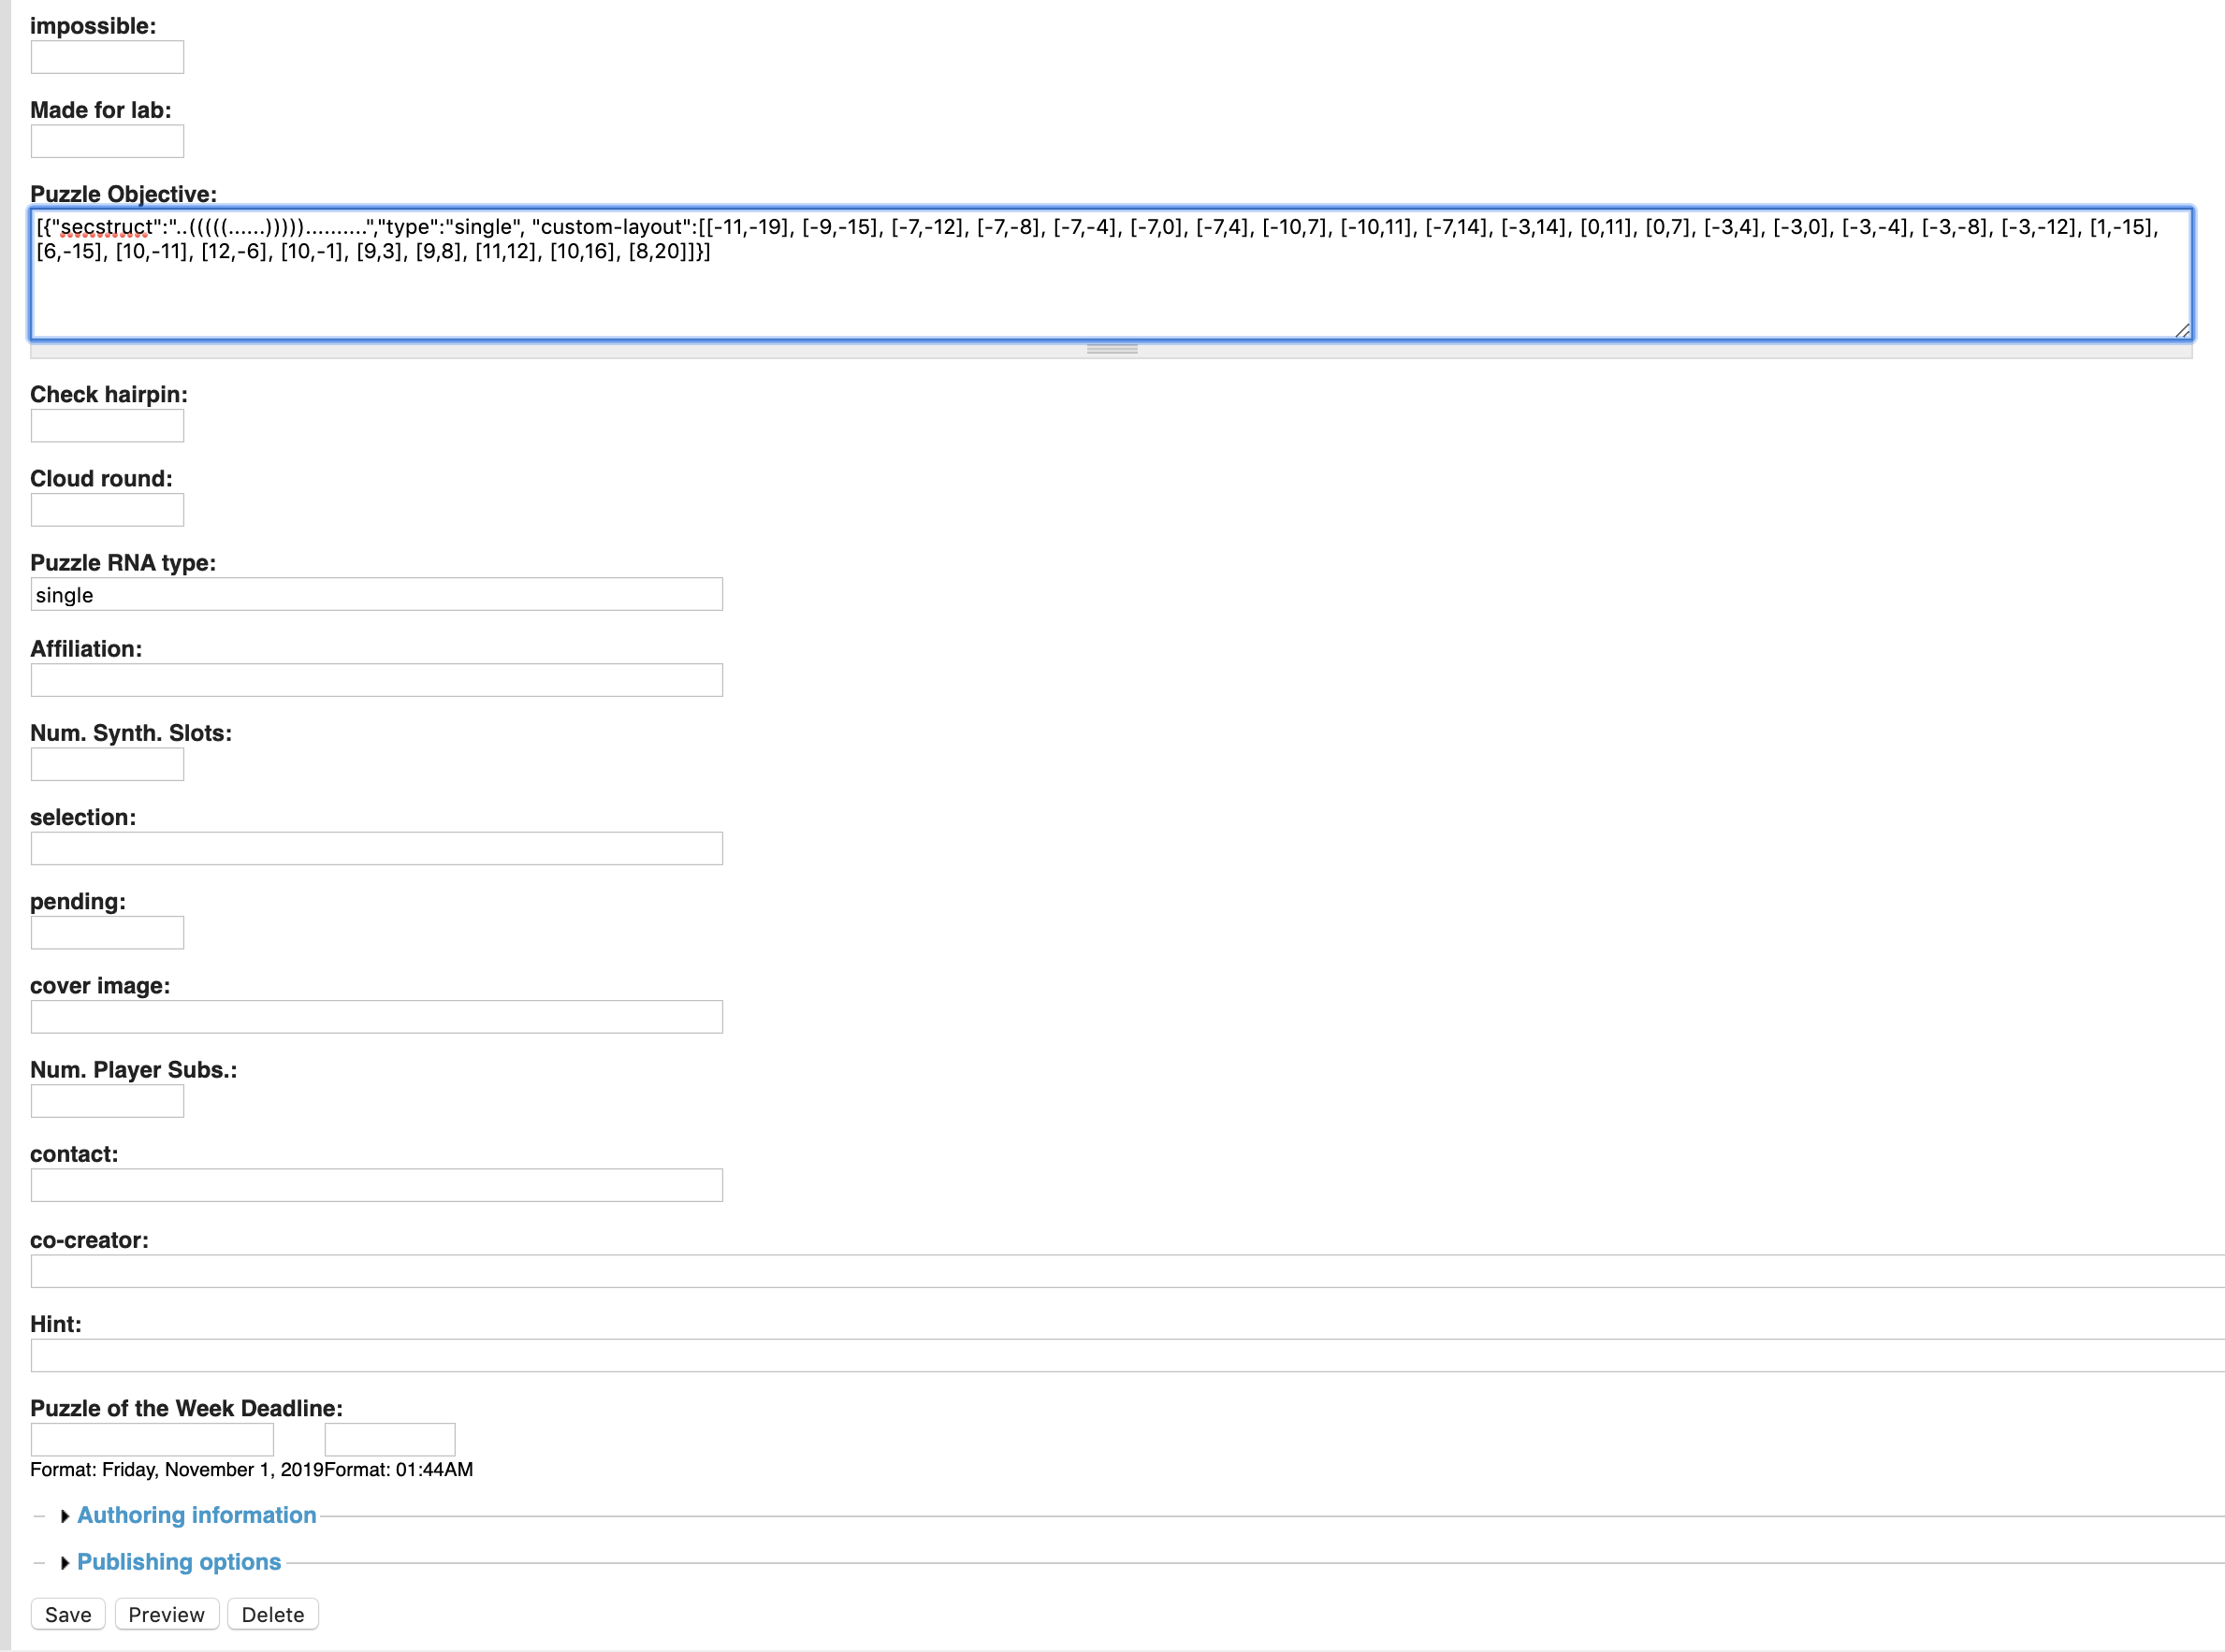 impossible:
Made for lab:
Puzzle Objective:
[{"secstruct":"..(((((......)))))..........","type":"single", "custom-layout":[[-11,-19], [-9,-15], [-7,-12], [-7,-8], [-7,-4], [-7,0], [-7,4], [-10,7], [-10,11], [-7,14], [-3,14], [0,11], [0,7], [-3,4], [-3,0], [-3,-4], [-3,-8], [-3,-12], [1,-15],
[6,-15], [10,-11], [12,-6], [10,-1], [9,3], [9,8], [11,12], [10,16], [8,20]]}]
Check hairpin:
Cloud round:
Puzzle RNA type:
single
Affiliation:
Num. Synth. Slots:
selection:
pending:
cover image:
Num. Player Subs.:
contact:
co-creator:
Hint:
Puzzle of the Week Deadline:
Format: Friday, November 1, 2019Format: 01:44AM
Authoring information
Publishing options
Save Preview Delete